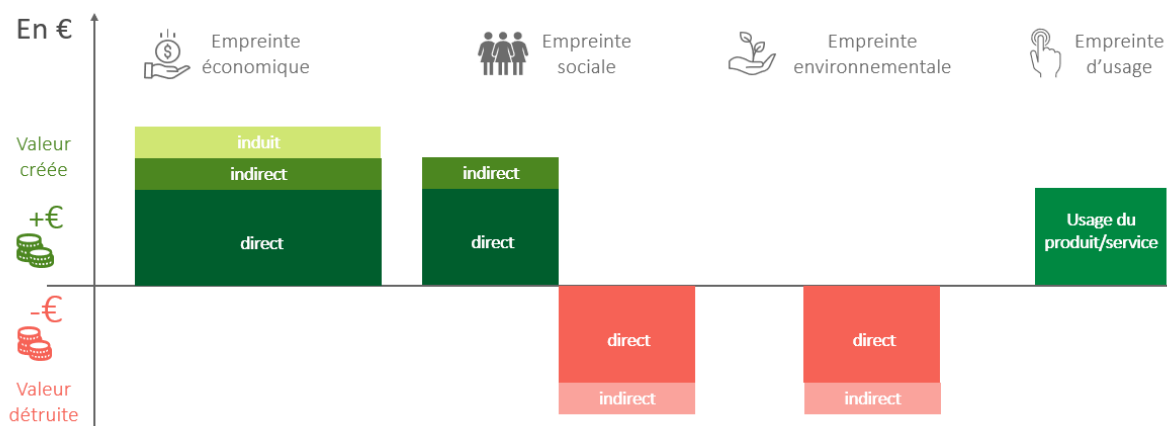 En €
Empreinte
économique
Empreinte
sociale
Empreinte
environnementale
Empreinte
d'usage
Valeur
créée
+€
induit
indirect
direct
indirect
direct
Usage du
produit/service
-€
Valeur
détruite
direct
indirect
direct
indirect